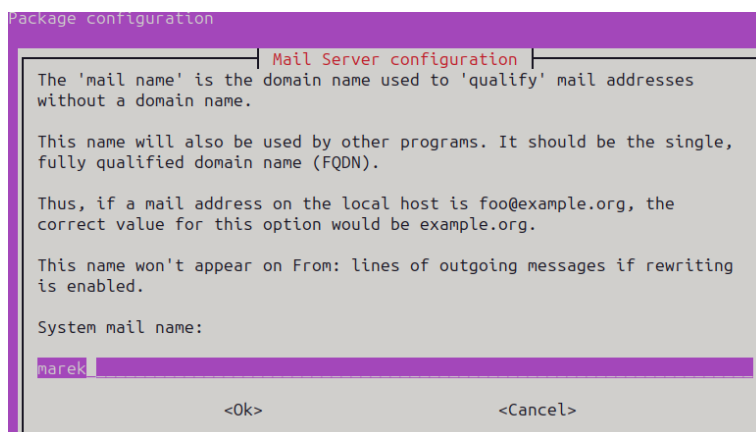 Package configuration
Mail Server configuration
The 'mail name' is the domain name used to 'qualify' mail addresses
without a domain name.
This name will also be used by other programs. It should be the single,
fully qualified domain name (FQDN).
Thus, if a mail address on the local host is foo@example.org, the
correct value for this option would be example.org.
This name won't appear on From: lines of outgoing messages if rewriting
is enabled.
System mail name:
marek
<Ok> <Cancel>